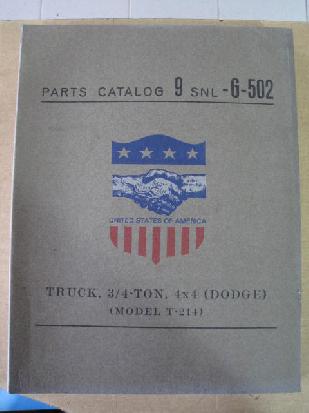 PARTS CATALOG 9 SNL -G-502
UNITED STATES OF AMERICA
TRUCK, 3/4-TON, 4x4 (DODGE)
(MODEL T-214)